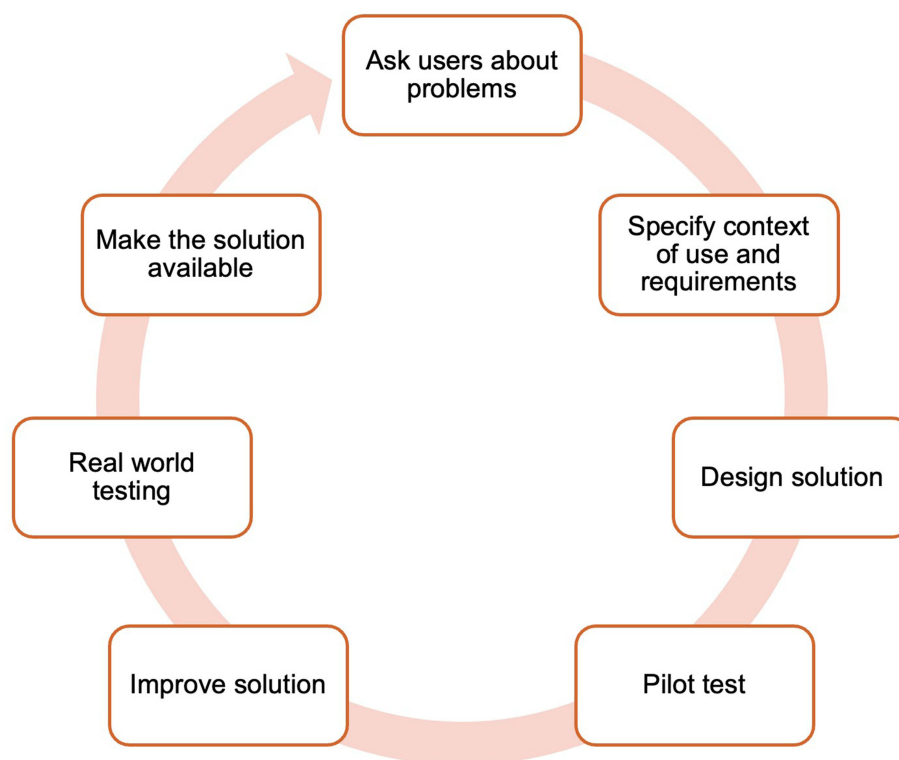 Ask users about
problems
Specify context
of use and
requirements
Design solution
Pilot test
Improve solution
Real world
testing
Make the solution
available